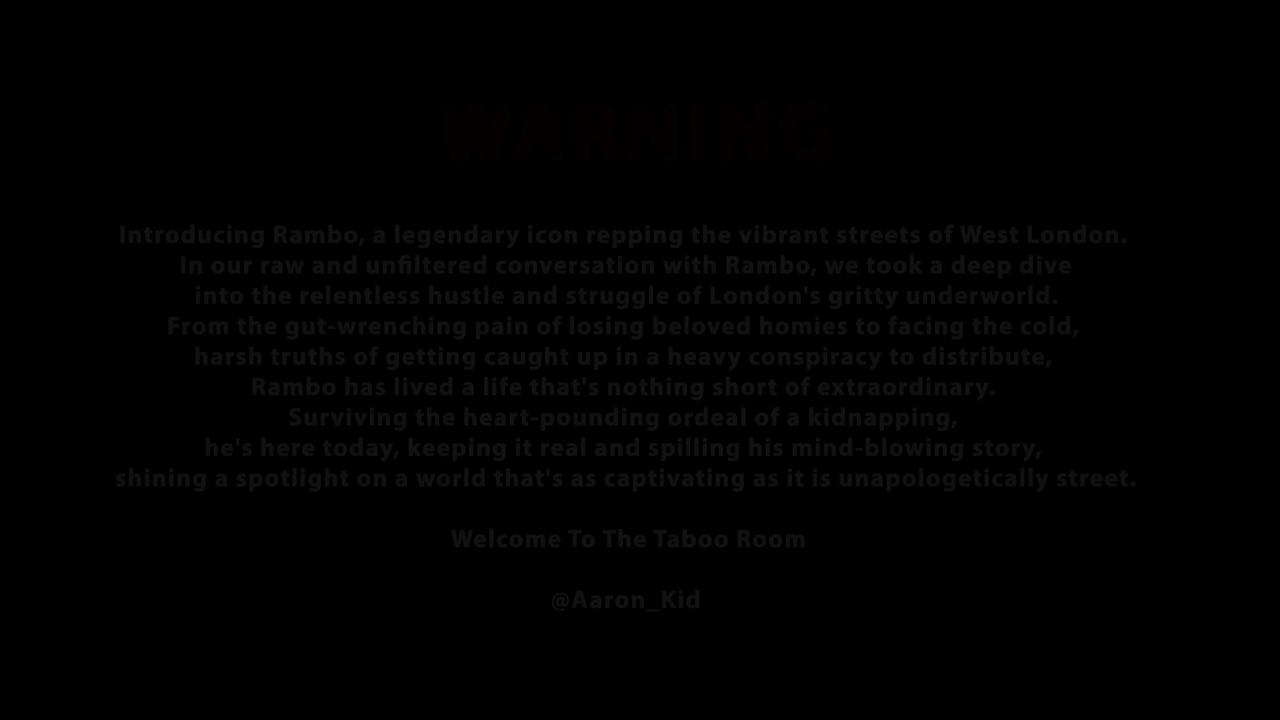 WARNING
Introducing Rambo, a legendary icon repping the vibrant streets of West London.
In our raw and unfiltered conversation with Rambo, we took a deep dive
into the relentless hustle and struggle of London's gritty underworld.
From the gut-wrenching pain of losing beloved homies to facing the cold,
harsh truths of getting caught up in a heavy conspiracy to distribute,
Rambo has lived a life that's nothing short of extraordinary.
Surviving the heart-pounding ordeal of a kidnapping,
he's here today, keeping it real and spilling his mind-blowing story,
shining a spotlight on a world that's as captivating as it is unapologetically street.
Welcome To The Taboo Room
@Aaron_Kid